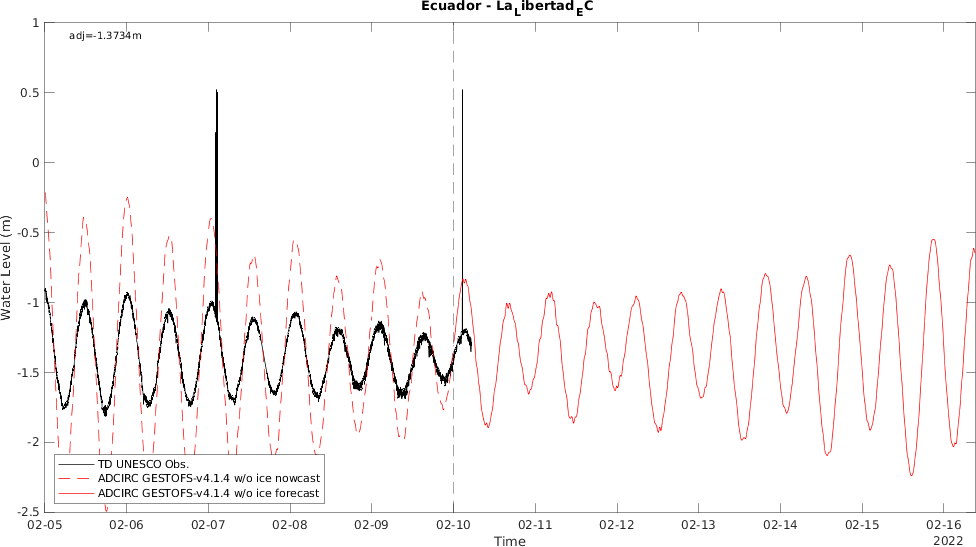 Ecuador - LaLibertadEC
adj=-1.3734m
1
0.5
0
-0.5
-1
-1.5
-2
-2.5
Water Level (m)
TD UNESCO Obs.
ADCIRC GESTOFS-v4.1.4 w/o ice nowcast
ADCIRC GESTOFS-v4.1.4 w/o ice forecast
02-05 02-06 02-07 02-08 02-09 02-10 02-11 02-12 02-13 02-14 02-15 02-16
Time
2022